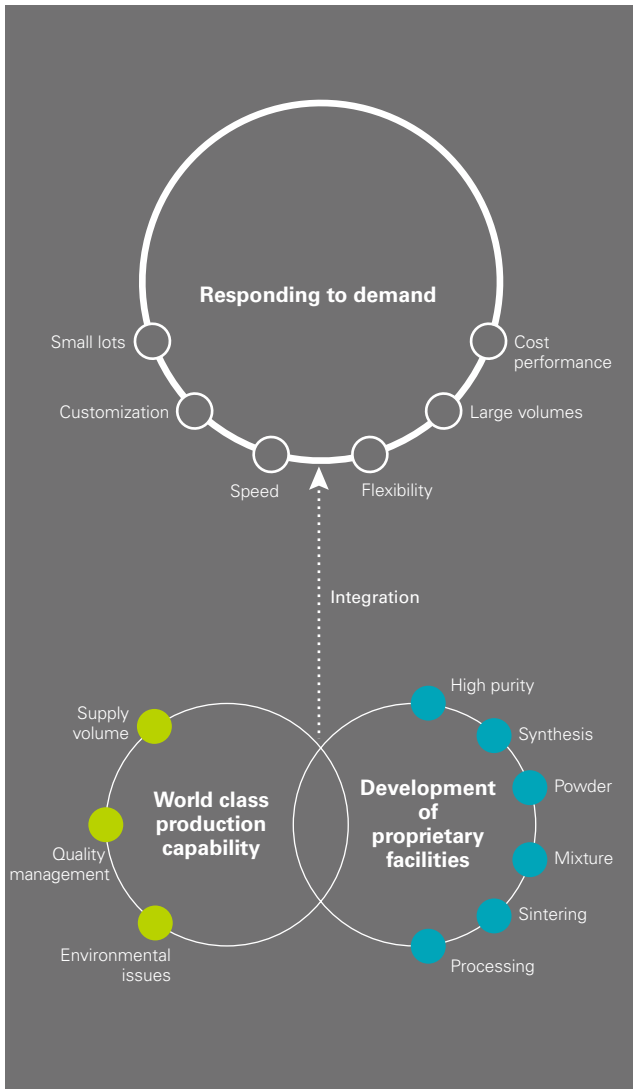 Responding to demand
Small lots
Cost
performance
Customization
Large volumes
Speed
Flexibility
Integration
High purity
Supply
volume
Synthesis
World class
production
capability
Development
of
proprietary
facilities
Powder
Quality
management
Mixture
Sintering
Environmental
issues
Processing